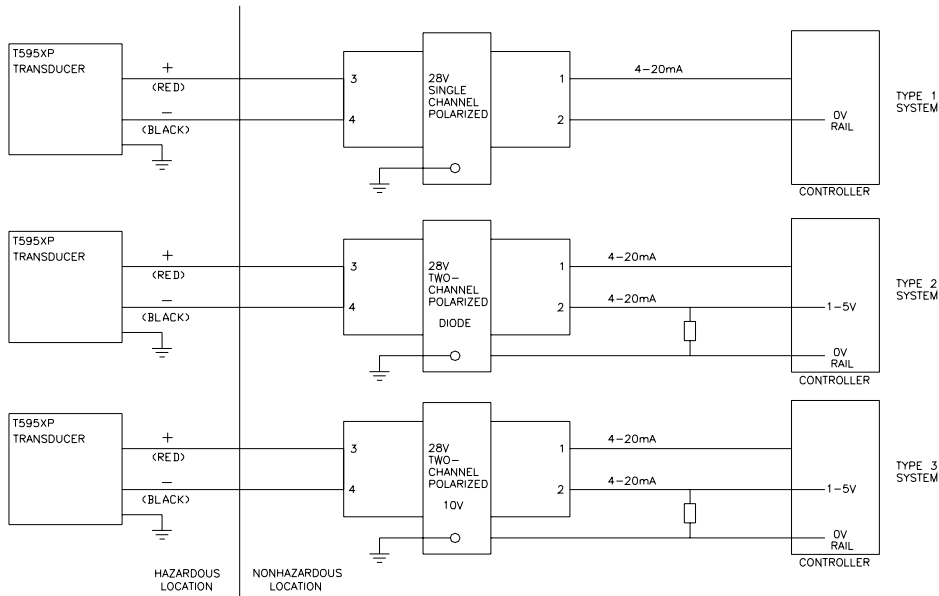 T595XP
TRANSDUCER
+
(RED)
−
(BLACK)
3
4
28V
SINGLE
CHANNEL
POLARIZED
1
2
4−20mA
0V
RAIL
CONTROLLER
TYPE 1
SYSTEM
T595XP
TRANSDUCER
+
(RED)
−
(BLACK)
3
4
28V
TWO−
CHANNEL
POLARIZED
DIODE
1
2
4−20mA
4−20mA
1−5V
0V
RAIL
CONTROLLER
TYPE 2
SYSTEM
T595XP
TRANSDUCER
+
(RED)
−
(BLACK)
3
4
28V
TWO−
CHANNEL
POLARIZED
10V
1
2
4−20mA
4−20mA
1−5V
0V
RAIL
CONTROLLER
TYPE 3
SYSTEM
HAZARDOUS
LOCATION
NONHAZARDOUS
LOCATION